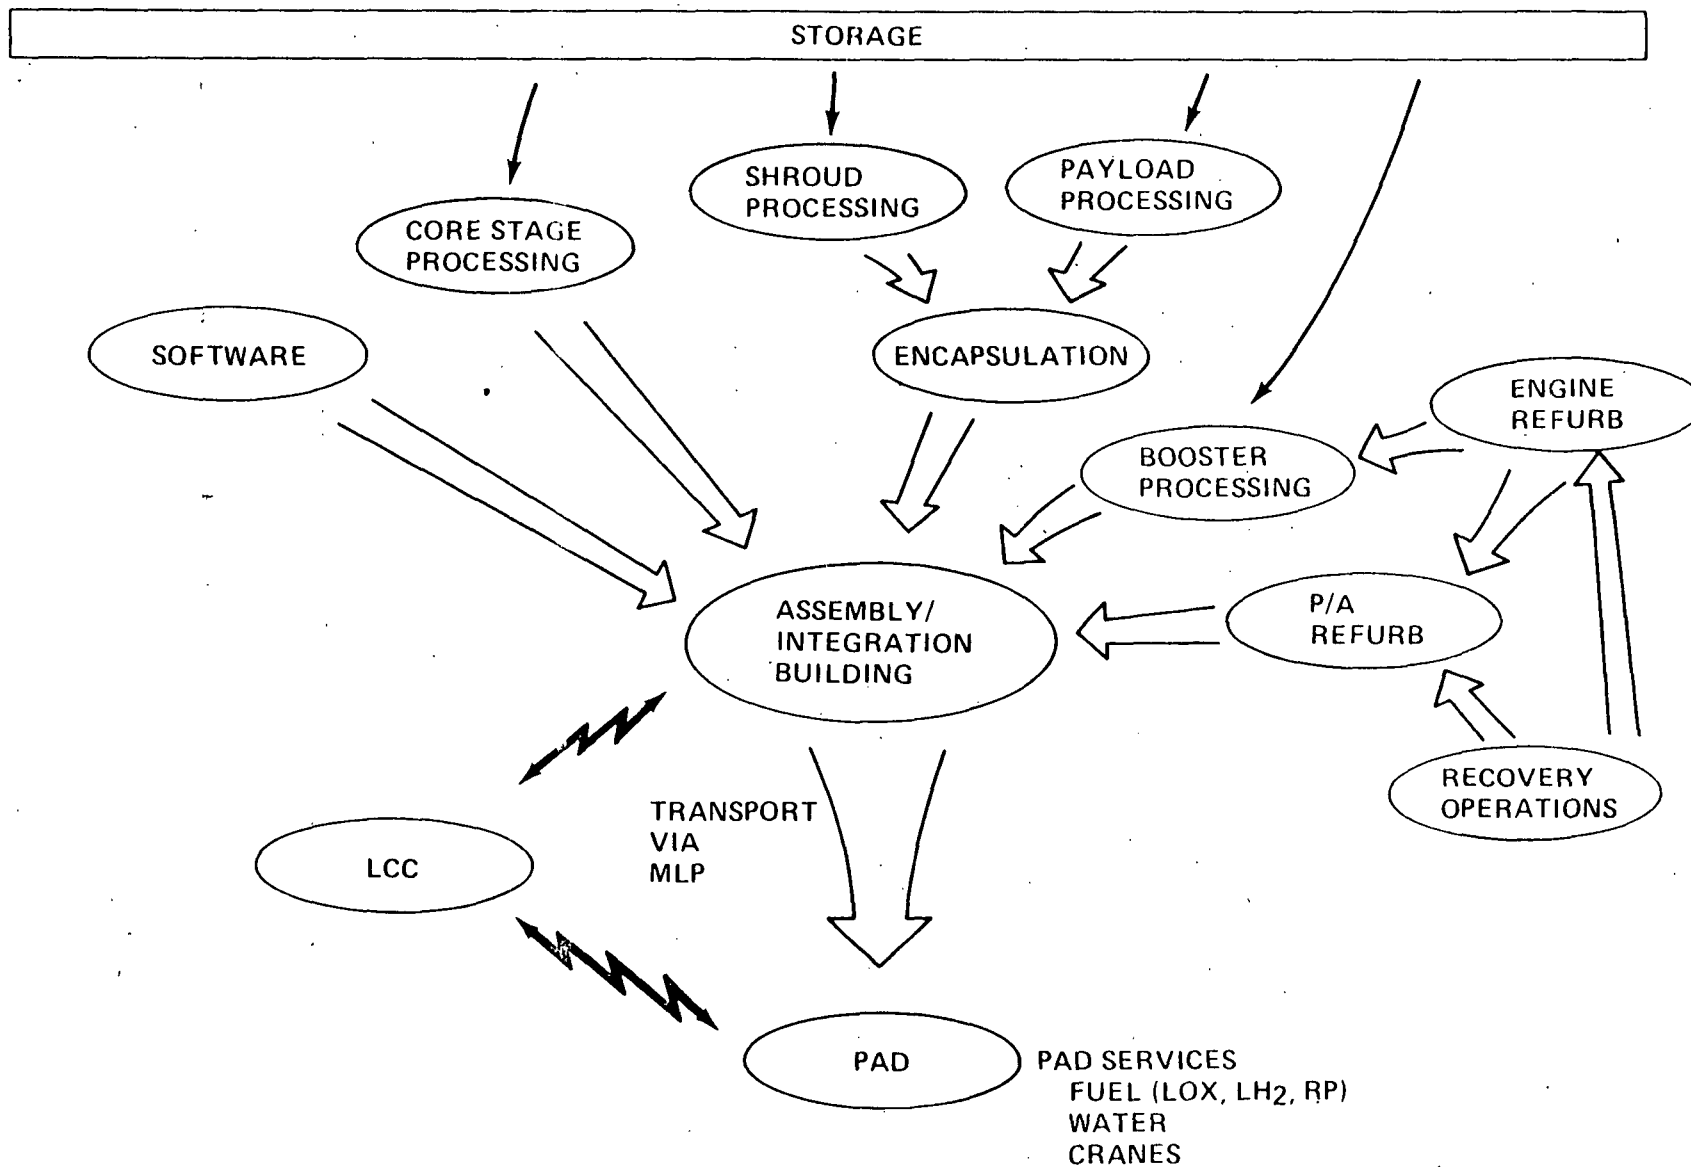 STORAGE
SHROUD
PROCESSING
PAYLOAD
PROCESSING
CORE STAGE
PROCESSING
SOFTWARE
ENCAPSULATION
ENGINE
REFURB
BOOSTER
PROCESSING
ASSEMBLY/
INTEGRATION
BUILDING
P/A
REFURB
RECOVERY
OPERATIONS
TRANSPORT
VIA
MLP
LCC
PAD
PAD SERVICES
FUEL (LOX, LH2, RP)
WATER
CRANES